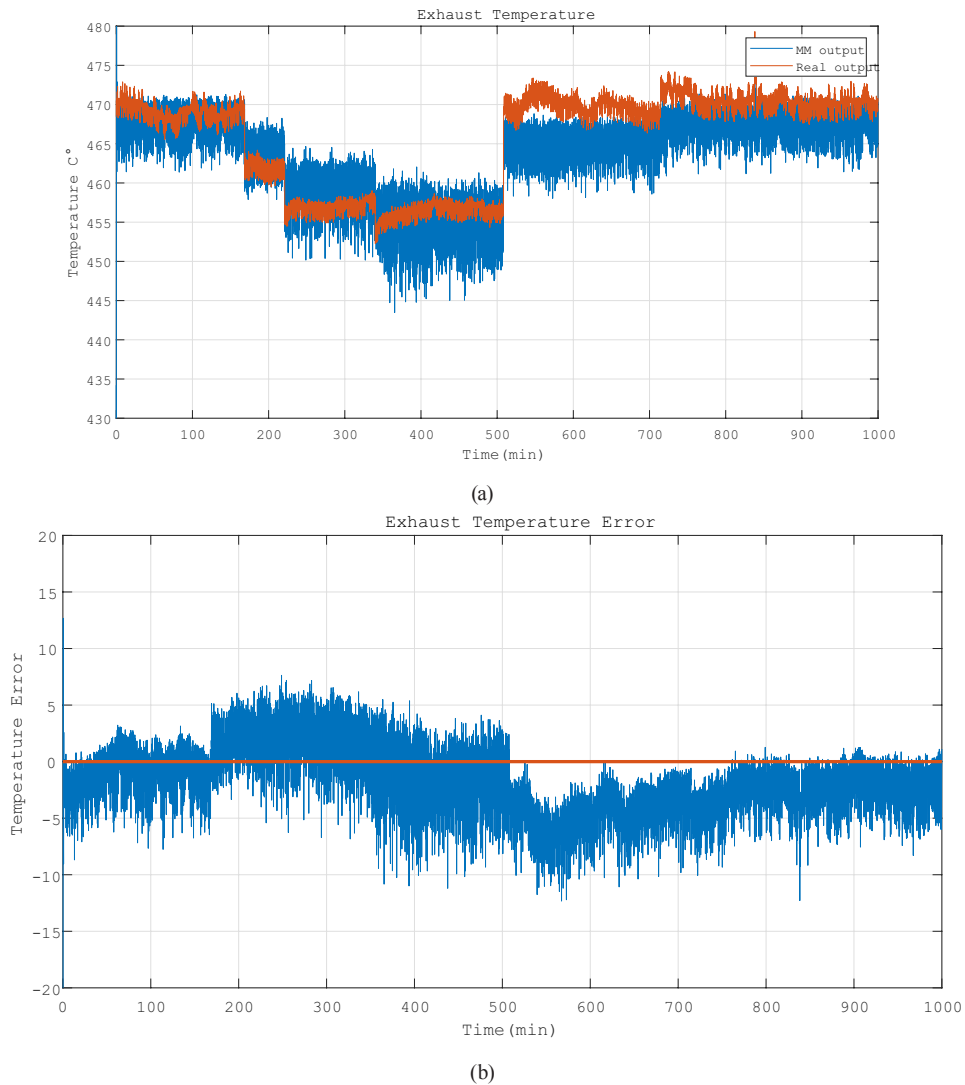 Exhaust Temperature
480
475
470
465
460
455
450
445
440
435
430
Temperature C°
MM output
Real output
0 100 200 300 400 500 600 700 800 900 1000
Time(min)
(a)
Exhaust Temperature Error
20
15
10
5
0
-5
-10
-15
-20
Temperature Error
0 100 200 300 400 500 600 700 800 900 1000
Time(min)
(b)